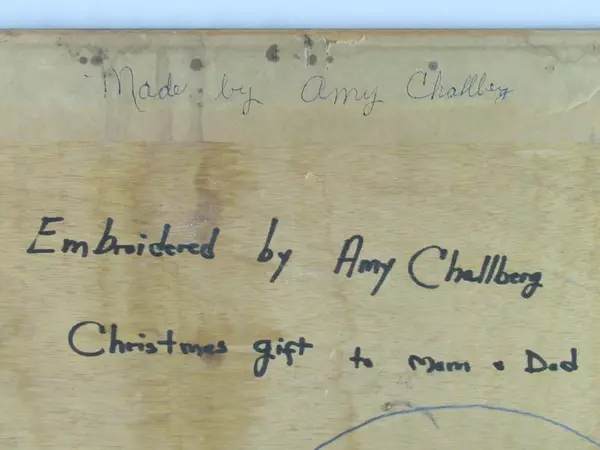 Made by Amy Challberg
Embroidered by Amy Challberg
Christmas gift to Mom & Dad